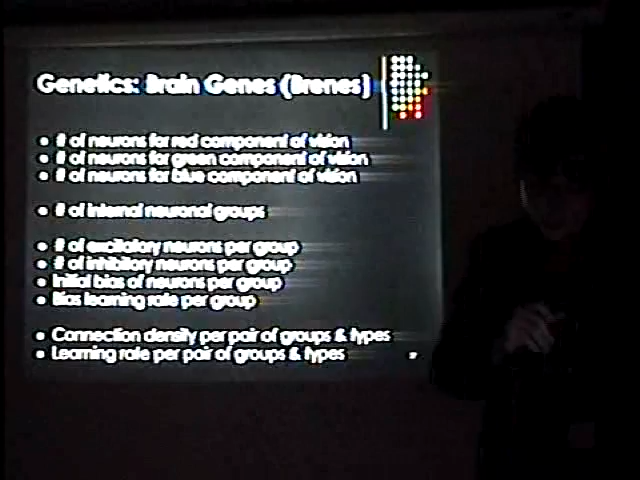 Genetics: Brain Genes (Brenes)
• # of neurons for red component of vision
• # of neurons for green component of vision
• # of neurons for blue component of vision
• # of internal neuronal groups
• # of excitatory neurons per group
• # of inhibitory neurons per group
• Initial bias of neurons per group
• Bias learning rate per group
• Connection density per pair of groups & types
• Learning rate per pair of groups & types